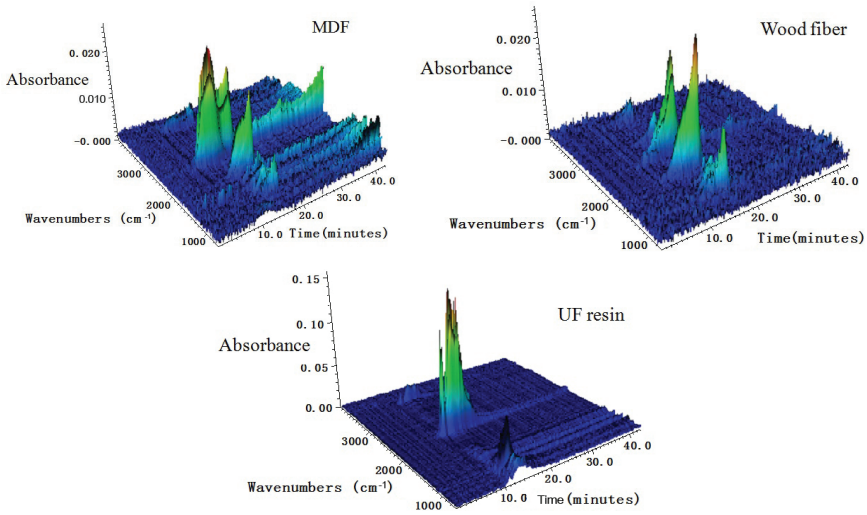 MDF
0.020
Absorbance
0.010
-0.000
3000
2000
1000
Wavenumbers (cm-1)
10.0
20.0
30.0
40.0
Time(minutes)
Wood fiber
0.020
Absorbance
0.010
-0.000
3000
2000
1000
Wavenumbers (cm-1)
10.0
20.0
30.0
40.0
Time(minutes)
UF resin
0.15
0.10
Absorbance
0.05
0.00
3000
2000
1000
Wavenumbers (cm-1)
10.0
20.0
30.0
40.0
Time(minutes)